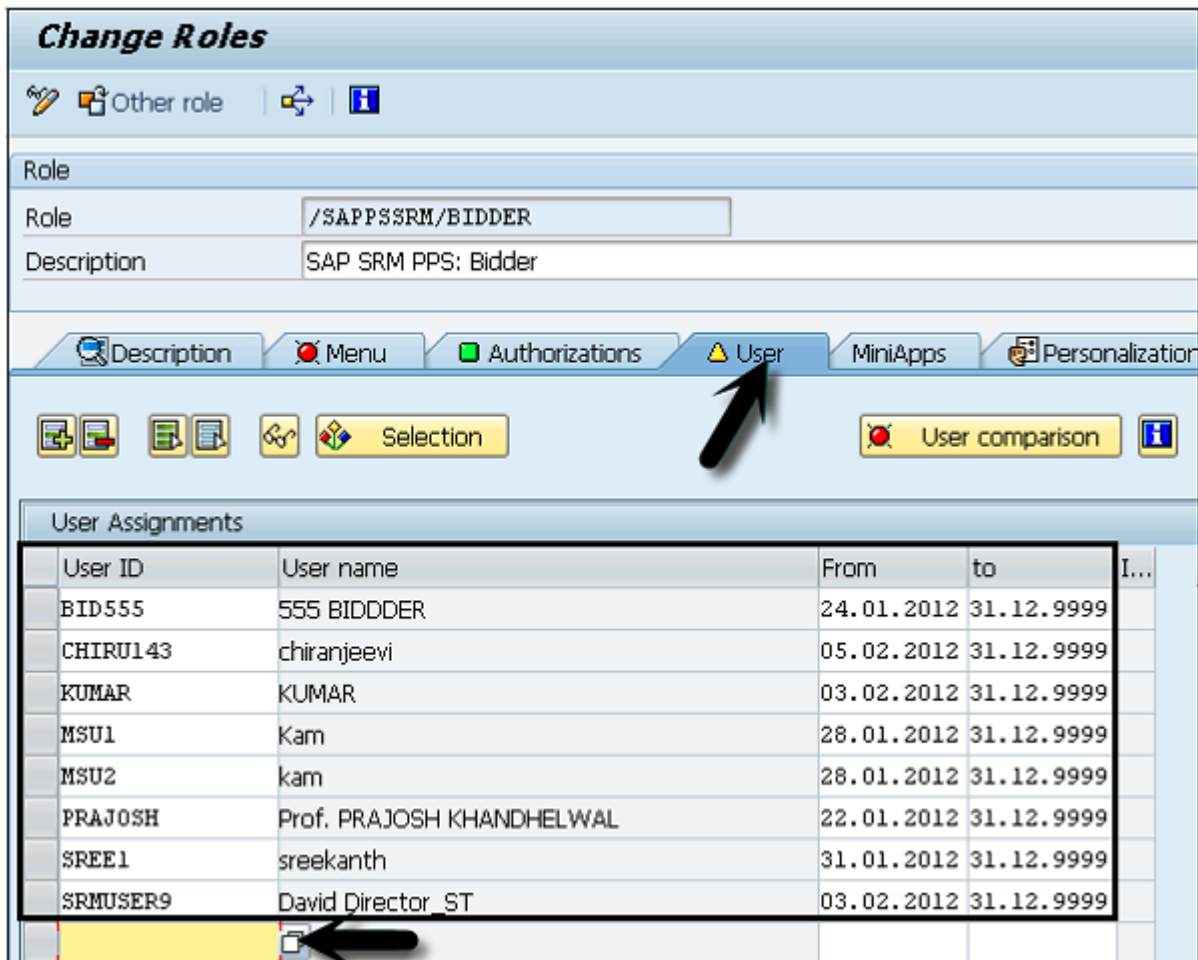 Change Roles
Other role
Role
Role /SAPPSSRM/BIDDER
Description SAP SRM PPS: Bidder
Description Menu Authorizations User MiniApps Personalization
Selection User comparison
User Assignments
User ID User name From to I...
BID555 555 BIDDDER 24.01.2012 31.12.9999
CHIRU143 chiranjeevi 05.02.2012 31.12.9999
KUMAR KUMAR 03.02.2012 31.12.9999
MSU1 Kam 28.01.2012 31.12.9999
MSU2 kam 28.01.2012 31.12.9999
PRAJOSH Prof. PRAJOSH KHANDHELWAL 22.01.2012 31.12.9999
SREE1 sreekanth 31.01.2012 31.12.9999
SRMUSER9 David Director_ST 03.02.2012 31.12.9999